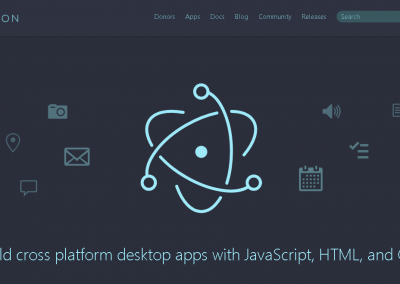 ON
Donors Apps Docs Blog Community Releases Search
ld cross platform desktop apps with JavaScript, HTML, and